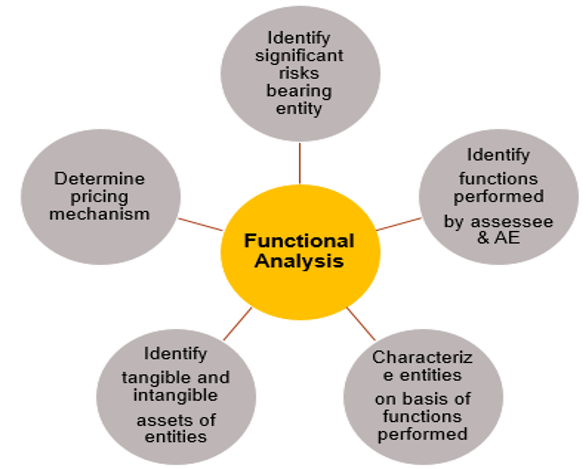 Identify
significant
risks
bearing
entity
Determine
pricing
mechanism
Identify
functions
performed
by assessee
& AE
Functional
Analysis
Identify
tangible and
intangible
assets of
entities
Characteriz
e entities
on basis of
functions
performed